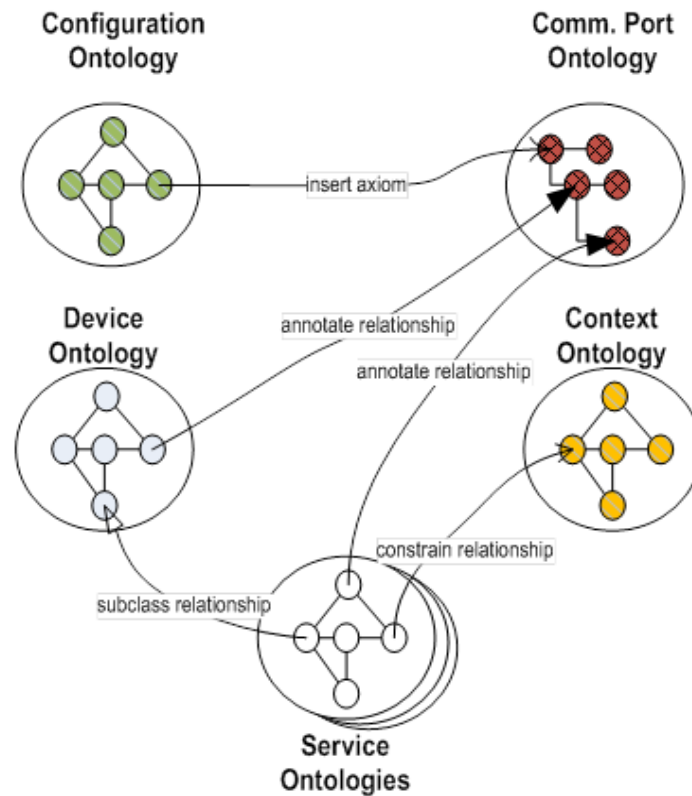 Configuration
Ontology
Comm. Port
Ontology
insert axiom
Device
Ontology
annotate relationship
Context
Ontology
annotate relationship
constrain relationship
subclass relationship
Service
Ontologies